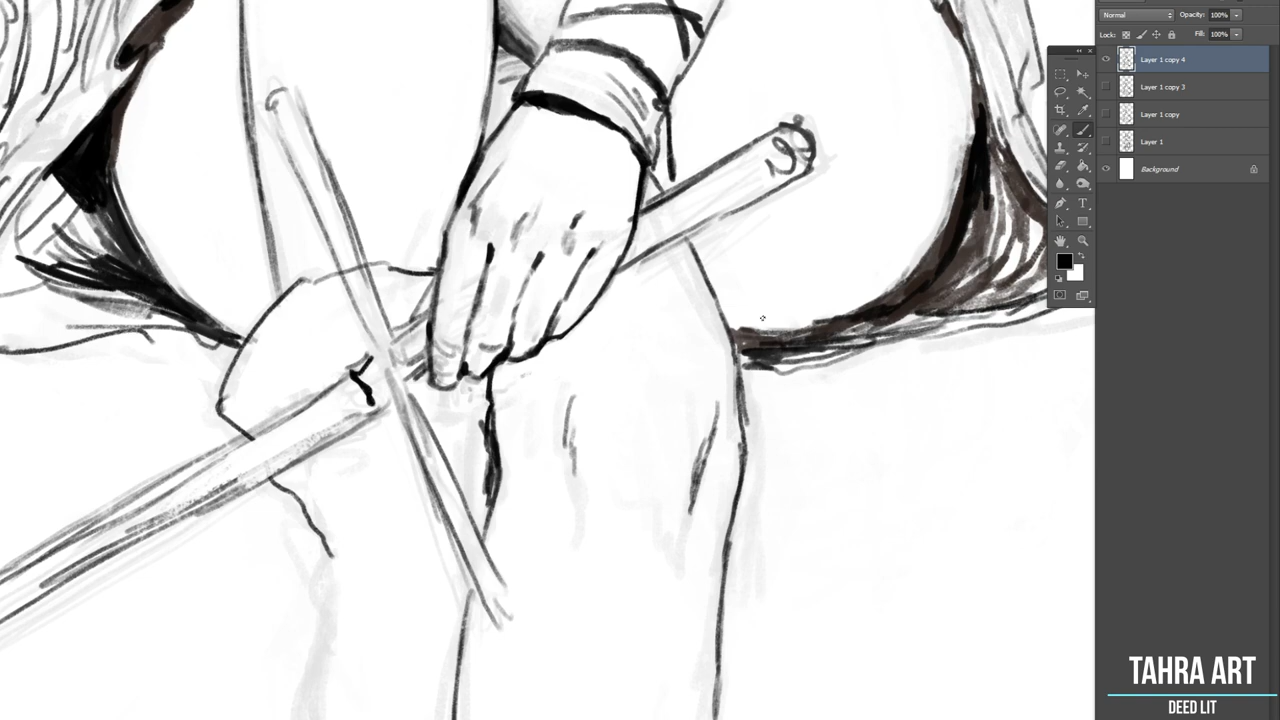 Normal
Opacity: 100%
Lock:
Fill: 100%
Layer 1 copy 4
Layer 1 copy 3
Layer 1 copy
Layer 1
Background
T
TAHRA ART
DEED LIT